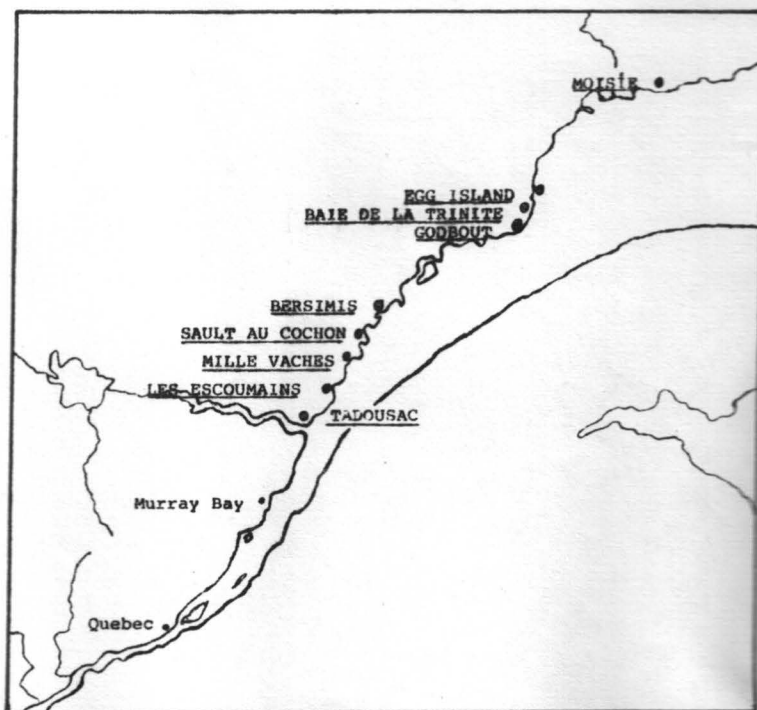 MOISIE
EGG ISLAND
BAIE DE LA TRINITE
GODBOUT
BERSIMIS
SAULT AU COCHON
MILLE VACHES
LES ESCOUMAINS
TADOUSAC
Murray Bay
Quebec